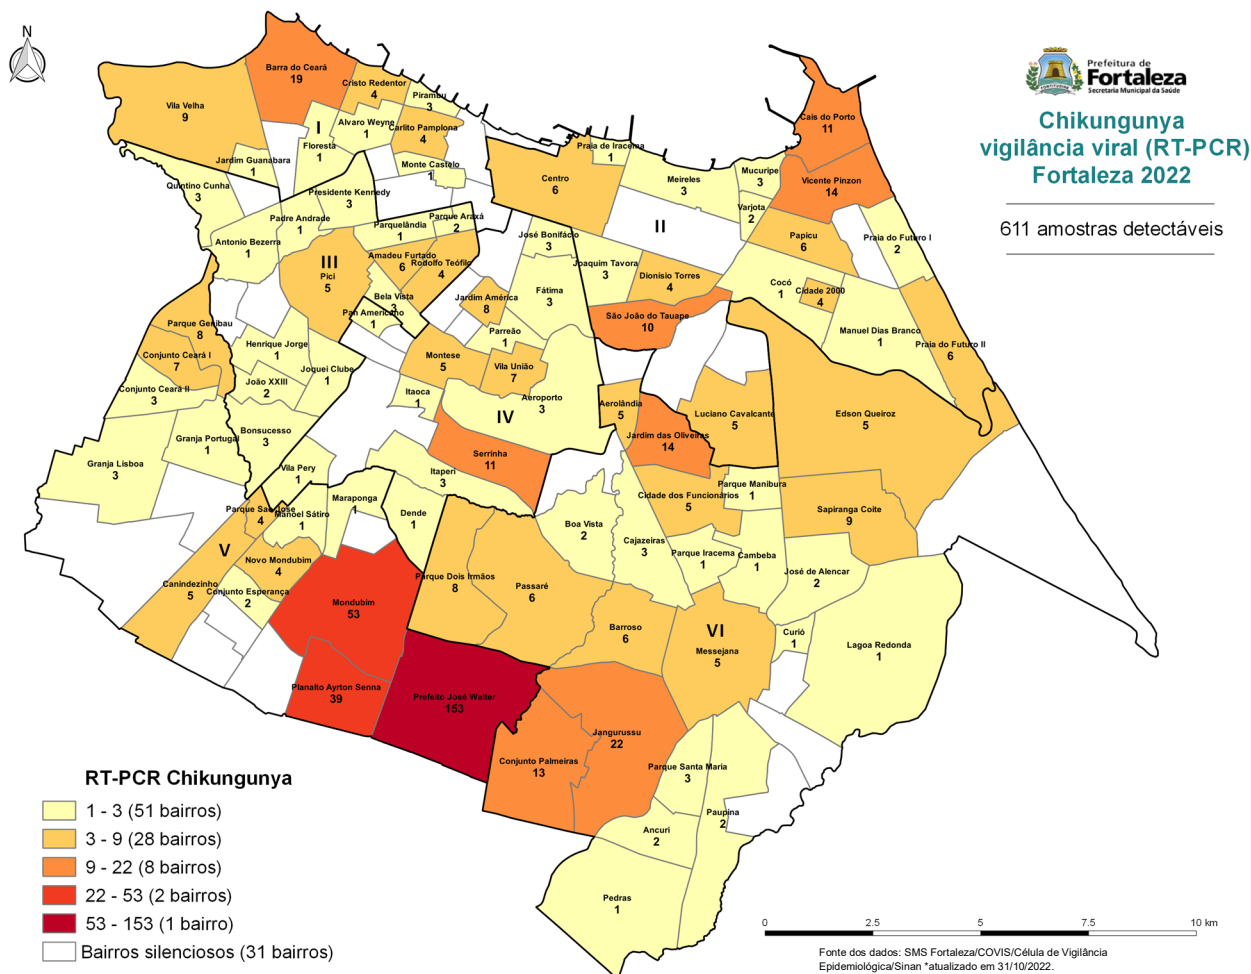 N
Prefeitura de
Fortaleza
Secretaria Municipal da Saúde
Chikungunya
vigilância viral (RT-PCR)
Fortaleza 2022
611 amostras detectáveis
Barra do Ceará
19
Cristo Redentor
4
Pirambu
3
Vila Velha
9
I
Alvaro Weyne
1
Carlito Pamplona
4
Floresta
1
Jardim Guanabara
1
Monte Castelo
1
Quintino Cunha
3
Presidente Kennedy
3
Padre Andrade
1
Antonio Bezerra
1
Parquelândia
1
Parque Araxá
2
III
Pici
5
Amadeu Furtado
6
Rodolfo Teófilo
4
Bela Vista
3
Pan Americano
1
Parque Genibau
8
Conjunto Ceará I
7
Conjunto Ceará II
3
Henrique Jorge
1
João XXIII
2
Joquei Clube
1
Bonsucesso
3
Granja Portugal
1
Granja Lisboa
3
Vila Pery
1
Cais do Porto
11
Vicente Pinzon
14
Mucuripe
3
Varjota
2
Praia de Iracema
1
Centro
6
Meireles
3
II
Papicu
6
Praia do Futuro I
2
José Bonifácio
3
Joaquim Tavora
3
Dionísio Torres
4
Cocó
1
Cidade 2000
4
Manuel Dias Branco
1
Praia do Futuro II
6
São João do Tauape
10
Fátima
3
Jardim América
8
Parreão
1
Montese
5
Vila União
7
Itaoca
1
Aeroporto
3
IV
Serrinha
11
Itaperi
3
Aerolândia
5
Jardim das Oliveiras
14
Luciano Cavalcante
5
Edson Queiroz
5
Cidade dos Funcionários
5
Parque Manibura
1
Sapiranga Coite
9
Boa Vista
2
Cajazeiras
3
Parque Iracema
1
Cambeba
1
José de Alencar
2
Parque Sao Jose
4
Manoel Sátiro
1
Maraponga
1
Dende
1
V
Novo Mondubim
4
Canindezinho
5
Conjunto Esperança
2
Mondubim
53
Parque Dois Irmãos
8
Passaré
6
Barroso
6
VI
Messejana
5
Curió
1
Lagoa Redonda
1
Planalto Ayrton Senna
39
Prefeito José Walter
153
Jangurussu
22
Conjunto Palmeiras
13
Parque Santa Maria
3
Paupina
2
Ancuri
2
Pedras
1
RT-PCR Chikungunya
1 - 3 (51 bairros)
3 - 9 (28 bairros)
9 - 22 (8 bairros)
22 - 53 (2 bairros)
53 - 153 (1 bairro)
Bairros silenciosos (31 bairros)
0 2.5 5 7.5 10 km
Fonte dos dados: SMS Fortaleza/COVIS/Célula de Vigilância
Epidemiológica/Sinan *atualizado em 31/10/2022.